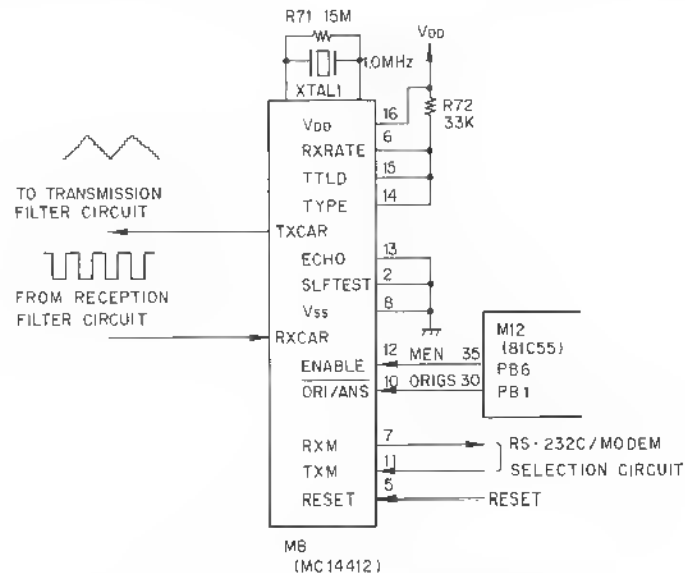 R71 15M
VDD
1.0MHz
XTAL1
R72
33K
VDD 16
RXRATE 6
TTLD 15
TYPE 14
TO TRANSMISSION
FILTER CIRCUIT
TXCAR
ECHO 13
SLFTEST 2
VSS 8
FROM RECEPTION
FILTER CIRCUIT
RXCAR
M12
(81C55)
ENABLE 12 MEN 35 PB6
ORI/ANS 10 ORIGS 30 PB1
RXM 7 RS-232C/MODEM
TXM 11 SELECTION CIRCUIT
RESET 5 RESET
M8
(MC14412)